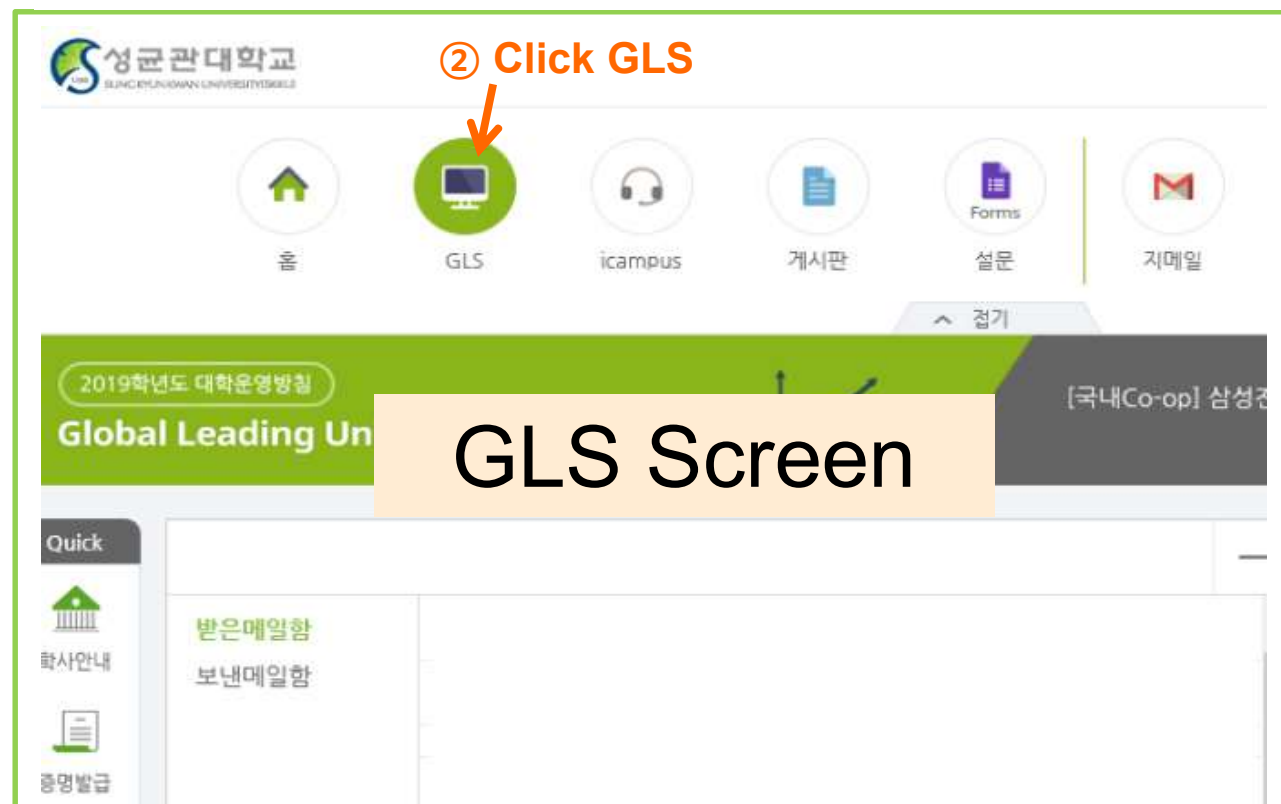 성균관대학교
② Click GLS
Forms
홈
GLS
icampus
게시판
설문
지메일
접기
2019학년도 대학운영방침
Global Leading Un
[국내Co-op] 삼성전
GLS Screen
Quick
받은메일함
학사안내
보낸메일함
증명발급